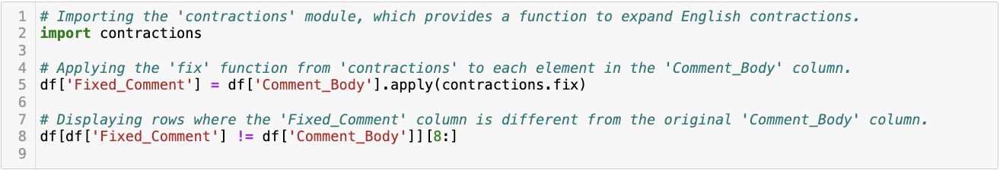 1 # Importing the 'contractions' module, which provides a function to expand English contractions.
2 import contractions
3
4 # Applying the 'fix' function from 'contractions' to each element in the 'Comment_Body' column.
5 df['Fixed_Comment'] = df['Comment_Body'].apply(contractions.fix)
6
7 # Displaying rows where the 'Fixed_Comment' column is different from the original 'Comment_Body' column.
8 df[df['Fixed_Comment'] != df['Comment_Body']][8:]
9